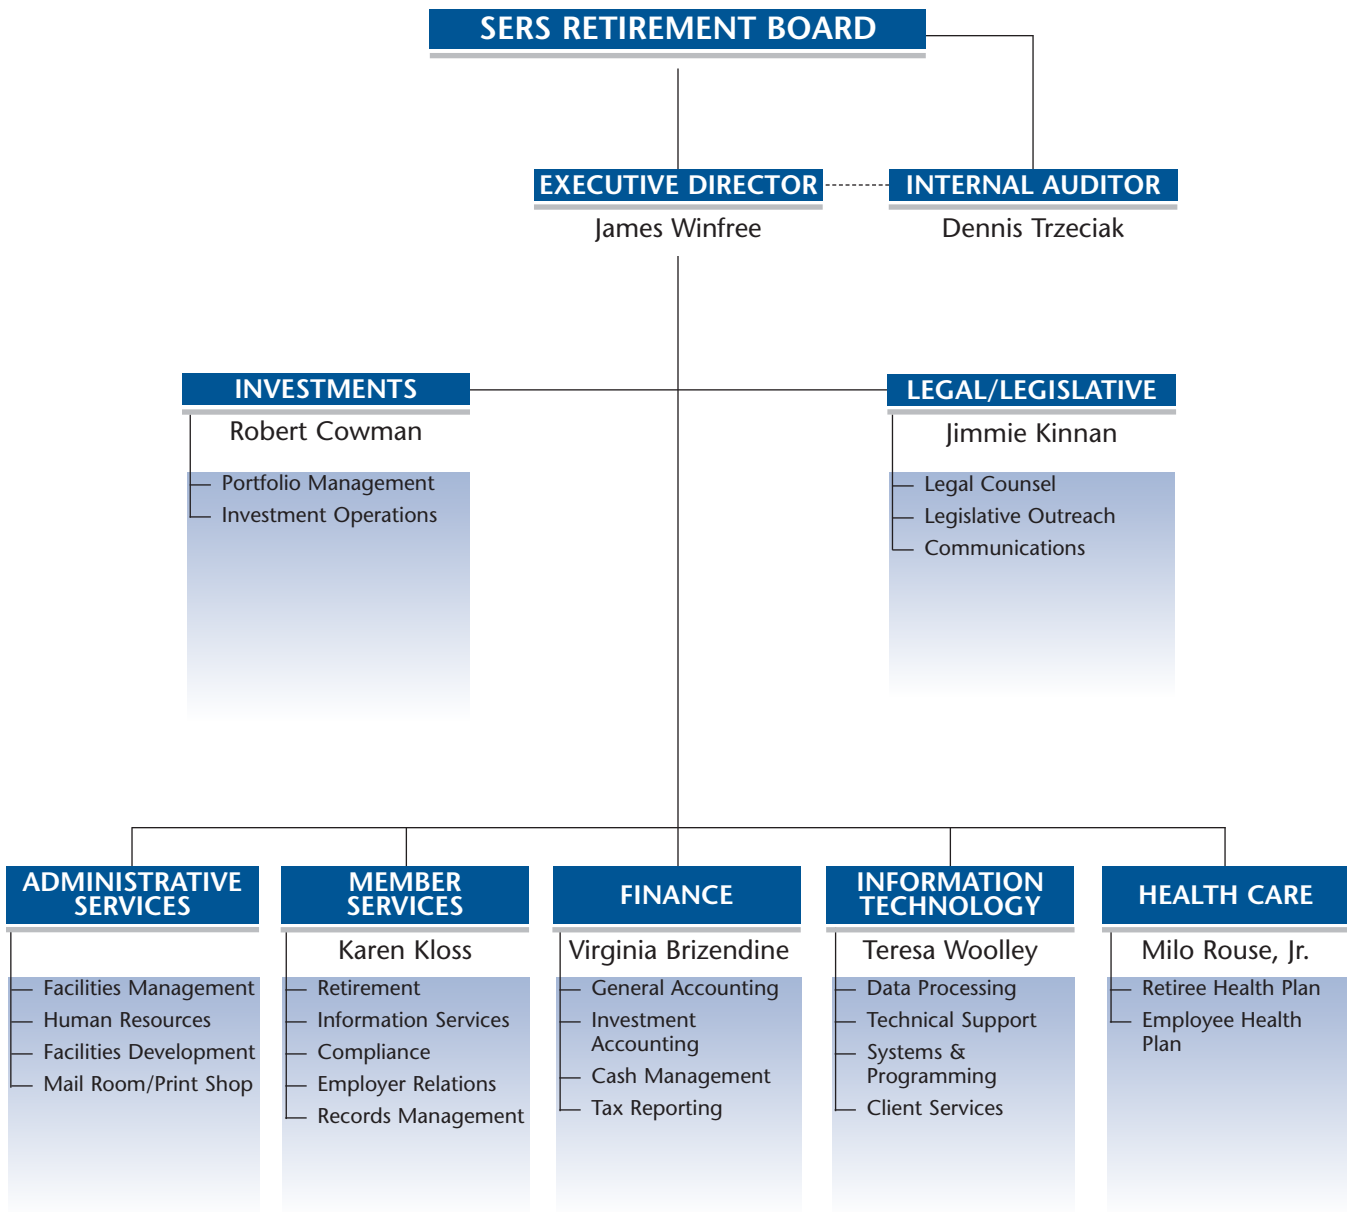 SERS RETIREMENT BOARD
EXECUTIVE DIRECTOR
James Winfree
INTERNAL AUDITOR
Dennis Trzeciak
INVESTMENTS
Robert Cowman
Portfolio Management
Investment Operations
LEGAL/LEGISLATIVE
Jimmie Kinnan
Legal Counsel
Legislative Outreach
Communications
ADMINISTRATIVE
SERVICES
Facilities Management
Human Resources
Facilities Development
Mail Room/Print Shop
MEMBER
SERVICES
Karen Kloss
Retirement
Information Services
Compliance
Employer Relations
Records Management
FINANCE
Virginia Brizendine
General Accounting
Investment
Accounting
Cash Management
Tax Reporting
INFORMATION
TECHNOLOGY
Teresa Woolley
Data Processing
Technical Support
Systems &
Programming
Client Services
HEALTH CARE
Milo Rouse, Jr.
Retiree Health Plan
Employee Health
Plan